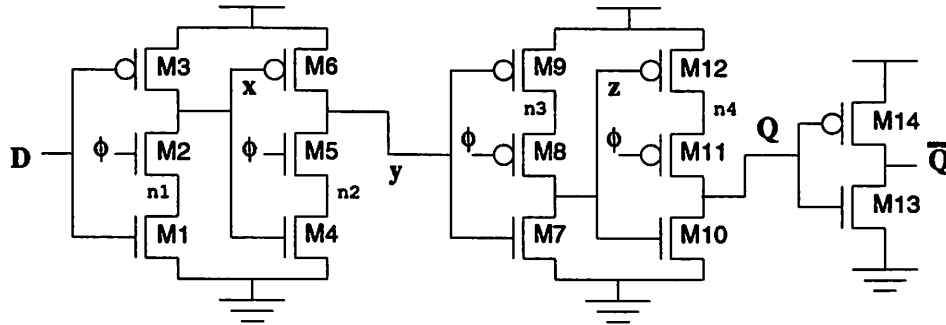 M3 M6 M9 M12
x n3 z n4 Q M14
D ϕ M2 ϕ M5 ϕ M8 ϕ M11 Q̅
n1 n2 y M13
M1 M4 M7 M10